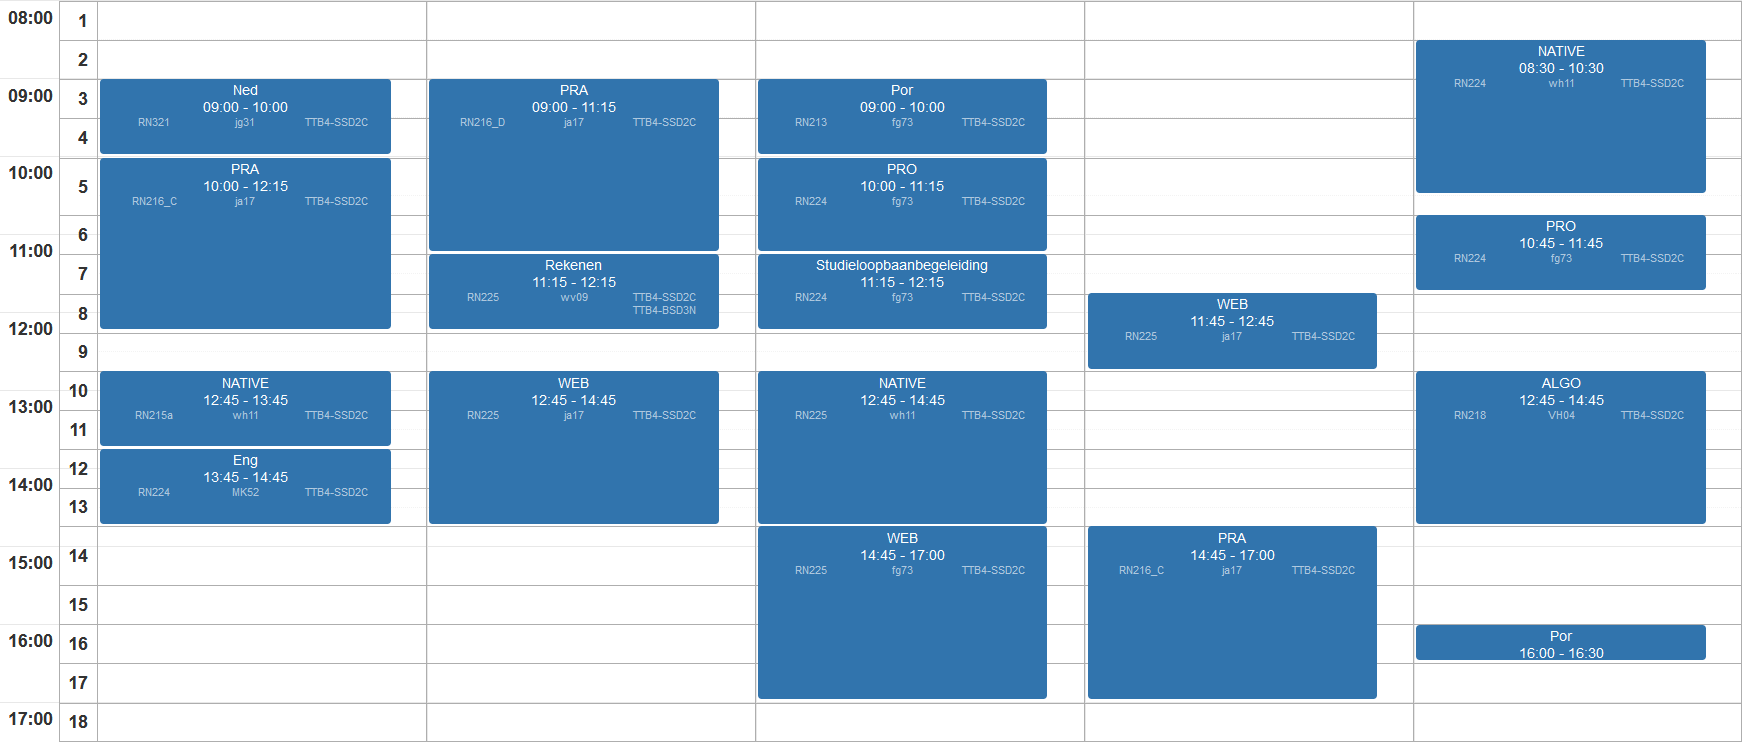 08:00
09:00
10:00
11:00
12:00
13:00
14:00
15:00
16:00
17:00
1
2
3
4
5
6
7
8
9
10
11
12
13
14
15
16
17
18
Ned
09:00 - 10:00
RN321 jg31 TTB4-SSD2C
PRA
10:00 - 12:15
RN216_C ja17 TTB4-SSD2C
NATIVE
12:45 - 13:45
RN215a wh11 TTB4-SSD2C
Eng
13:45 - 14:45
RN224 MK52 TTB4-SSD2C
PRA
09:00 - 11:15
RN216_D ja17 TTB4-SSD2C
Rekenen
11:15 - 12:15
RN225 wv09 TTB4-SSD2C
TTB4-BSD3N
WEB
12:45 - 14:45
RN225 ja17 TTB4-SSD2C
Por
09:00 - 10:00
RN213 fg73 TTB4-SSD2C
PRO
10:00 - 11:15
RN224 fg73 TTB4-SSD2C
Studieloopbaanbegeleiding
11:15 - 12:15
RN224 fg73 TTB4-SSD2C
NATIVE
12:45 - 14:45
RN225 wh11 TTB4-SSD2C
WEB
14:45 - 17:00
RN225 fg73 TTB4-SSD2C
WEB
11:45 - 12:45
RN225 ja17 TTB4-SSD2C
PRA
14:45 - 17:00
RN216_C ja17 TTB4-SSD2C
NATIVE
08:30 - 10:30
RN224 wh11 TTB4-SSD2C
PRO
10:45 - 11:45
RN224 fg73 TTB4-SSD2C
ALGO
12:45 - 14:45
RN218 VH04 TTB4-SSD2C
Por
16:00 - 16:30